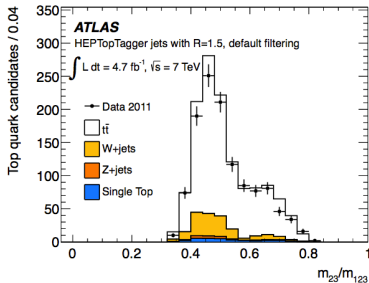 ATLAS
HEPTopTagger jets with R=1.5, default filtering
∫ L dt = 4.7 fb⁻¹, √s = 7 TeV
Data 2011
tt̄
W+jets
Z+jets
Single Top
Top quark candidates / 0.04
350
300
250
200
150
100
50
0
0 0.2 0.4 0.6 0.8 1
m₂₃/m₁₂₃